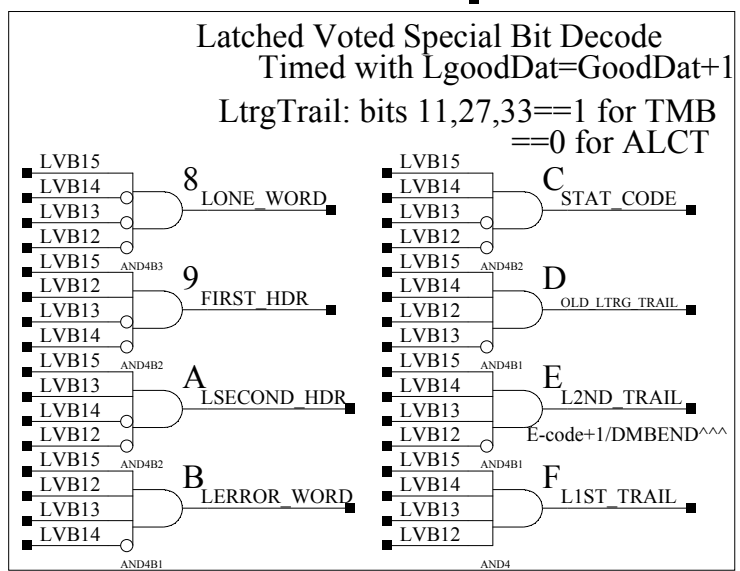 Latched Voted Special Bit Decode
Timed with LgoodDat=GoodDat+1
LtrgTrail: bits 11,27,33==1 for TMB
==0 for ALCT
LVB15
LVB14
LVB13
LVB12
8
LONE_WORD
AND4B3
LVB15
LVB12
LVB13
LVB14
9
FIRST_HDR
AND4B2
LVB15
LVB13
LVB14
LVB12
A
LSECOND_HDR
AND4B2
LVB15
LVB12
LVB13
LVB14
B
LERROR_WORD
AND4B1
LVB15
LVB14
LVB13
LVB12
C
STAT_CODE
AND4B2
LVB15
LVB14
LVB12
LVB13
D
OLD_LTRG_TRAIL
AND4B1
LVB15
LVB14
LVB13
LVB12
E
L2ND_TRAIL
E-code+1/DMBEND^^^
AND4B1
LVB15
LVB14
LVB13
LVB12
F
L1ST_TRAIL
AND4